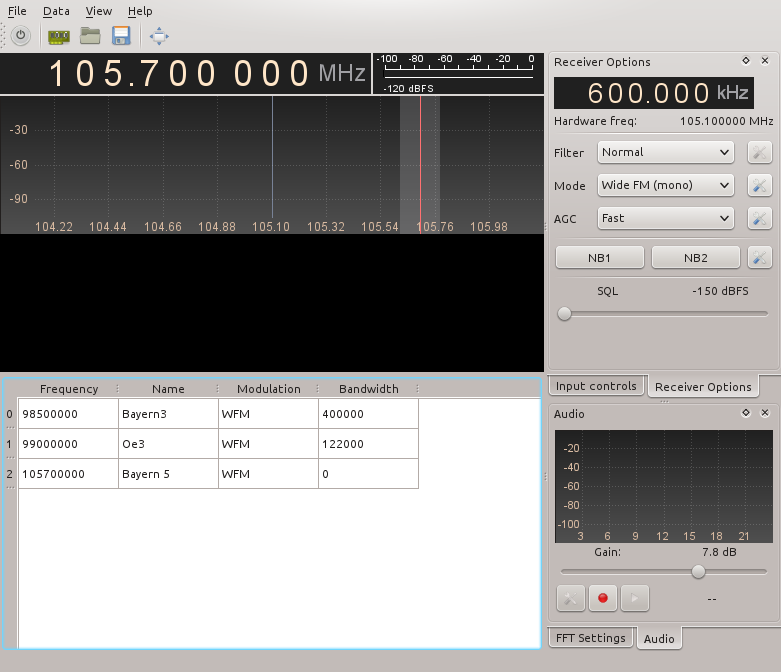 File Data View Help
105.700 000 MHz
-100 -80 -60 -40 -20 0
-120 dBFS
-30
-60
-90
104.22 104.44 104.66 104.88 105.10 105.32 105.54 105.76 105.98
Frequency Name Modulation Bandwidth
0 98500000 Bayern3 WFM 400000
1 99000000 Oe3 WFM 122000
2 105700000 Bayern 5 WFM 0
Receiver Options
600.000 kHz
Hardware freq: 105.100000 MHz
Filter Normal
Mode Wide FM (mono)
AGC Fast
NB1 NB2
SQL -150 dBFS
Input controls Receiver Options
Audio
-20
-40
-60
-80
-100
3 6 9 12 15 18 21
Gain: 7.8 dB
--
FFT Settings Audio